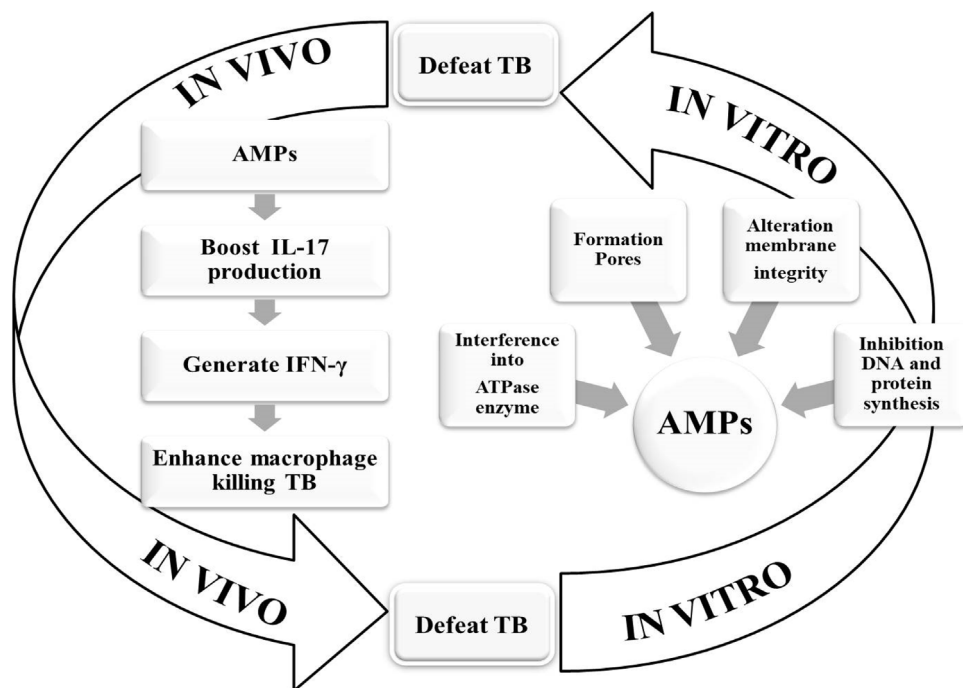 IN VIVO
Defeat TB
IN VITRO
AMPs
Boost IL-17
production
Generate IFN-γ
Enhance macrophage
killing TB
Formation
Pores
Alteration
membrane
integrity
Interference
into
ATPase
enzyme
Inhibition
DNA and
protein
synthesis
AMPs
IN VIVO
Defeat TB
IN VITRO